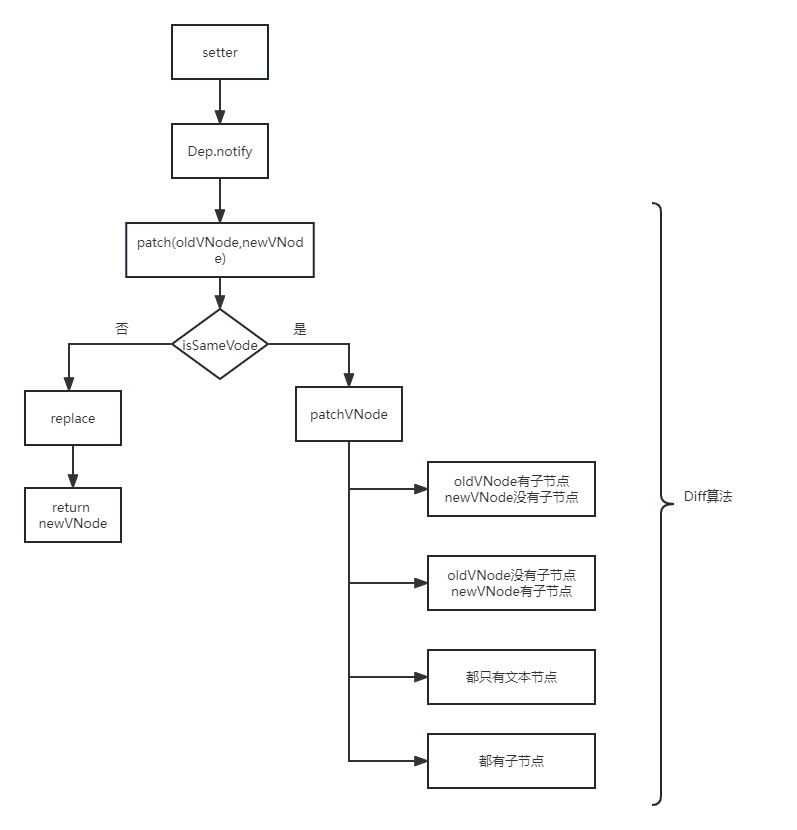 setter
Dep.notify
patch(oldVNode,newVNod
e)
isSameVode
否
是
replace
patchVNode
return
newVNode
oldVNode有子节点
newVNode没有子节点
oldVNode没有子节点
newVNode有子节点
都只有文本节点
都有子节点
Diff算法